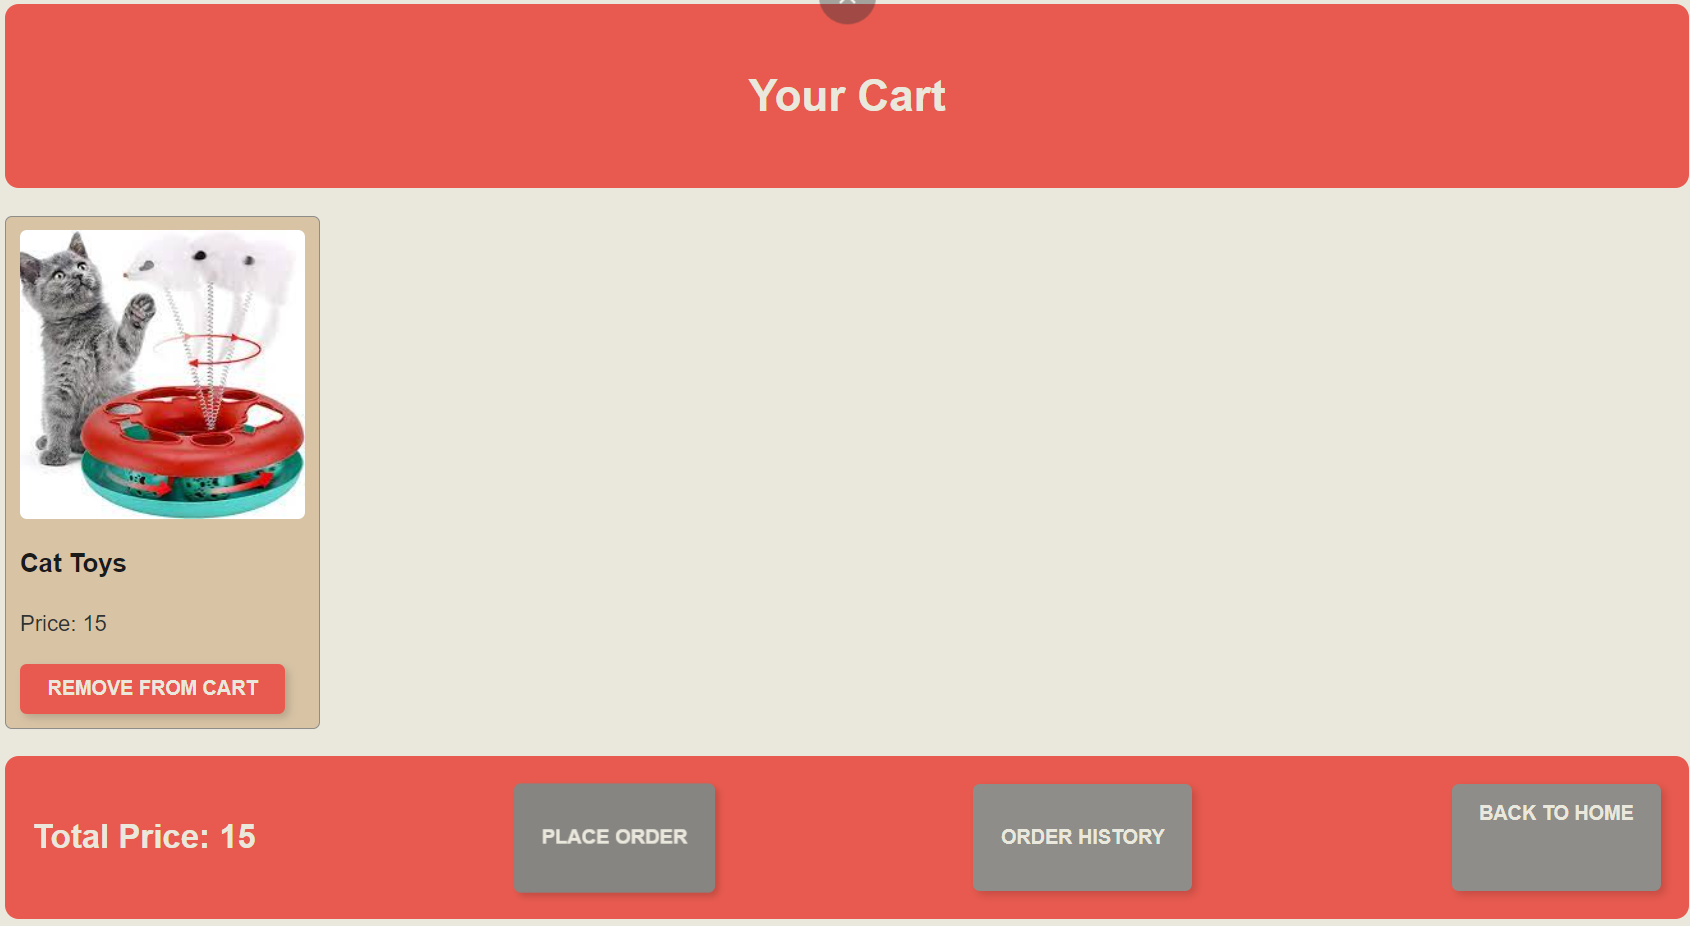 Your Cart
Cat Toys
Price: 15
REMOVE FROM CART
Total Price: 15
PLACE ORDER
ORDER HISTORY
BACK TO HOME